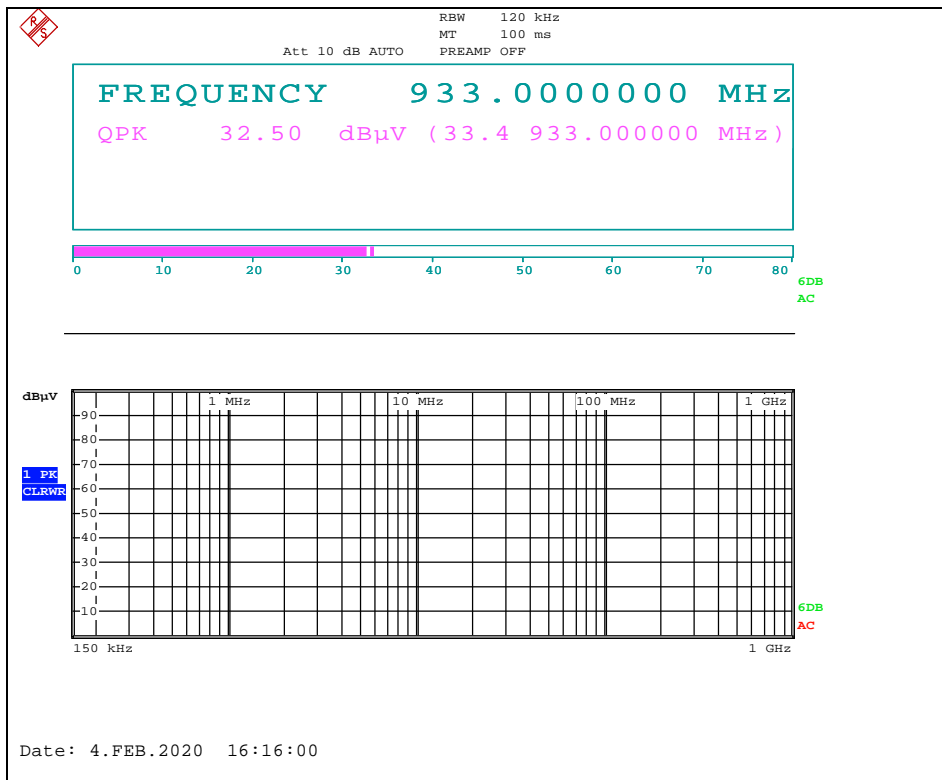 R S
RBW 120 kHz
MT 100 ms
Att 10 dB AUTO PREAMP OFF
FREQUENCY 933.0000000 MHz
QPK 32.50 dBµV (33.4 933.000000 MHz)
0 10 20 30 40 50 60 70 80
6DB
AC
dBµV
1 MHz 10 MHz 100 MHz 1 GHz
90
80
70
1 PK
CLRWR
60
50
40
30
20
10
6DB
AC
150 kHz 1 GHz
Date: 4.FEB.2020 16:16:00